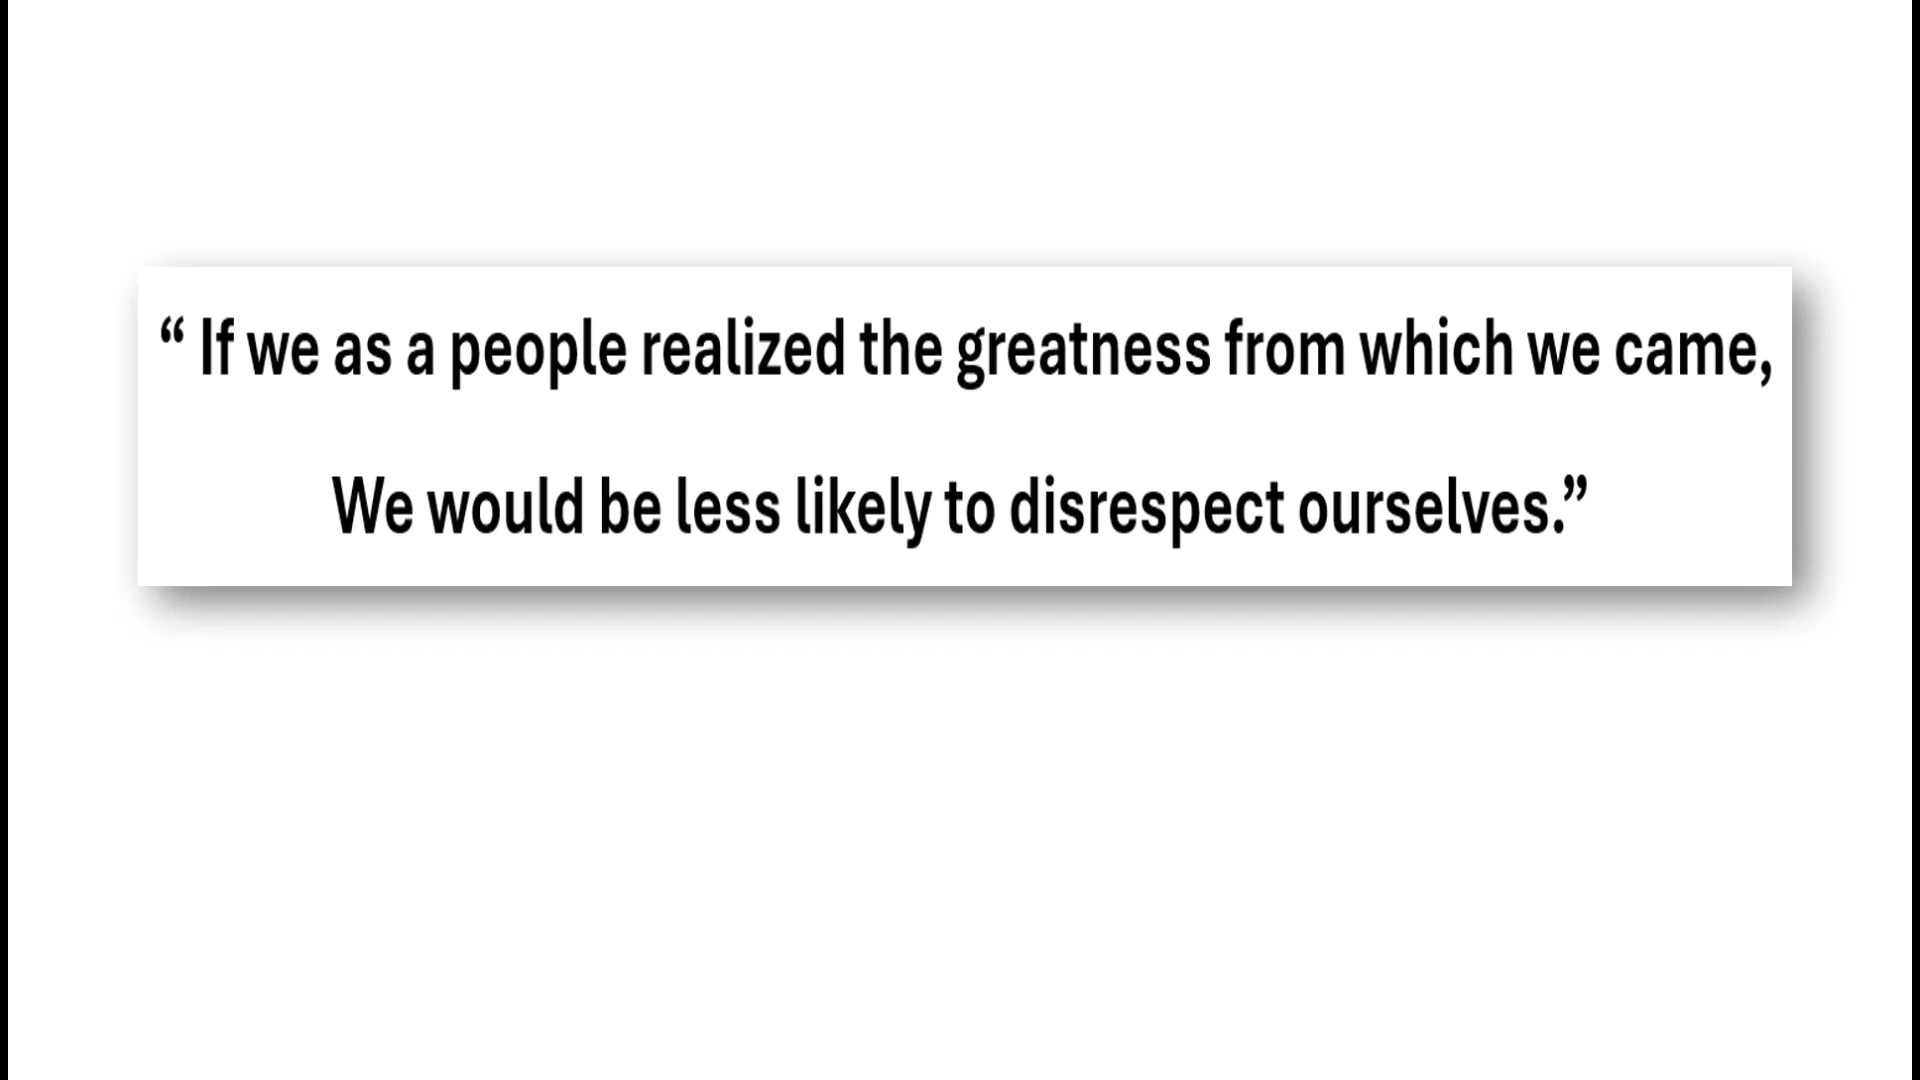 “ If we as a people realized the greatness from which we came,
We would be less likely to disrespect ourselves.”